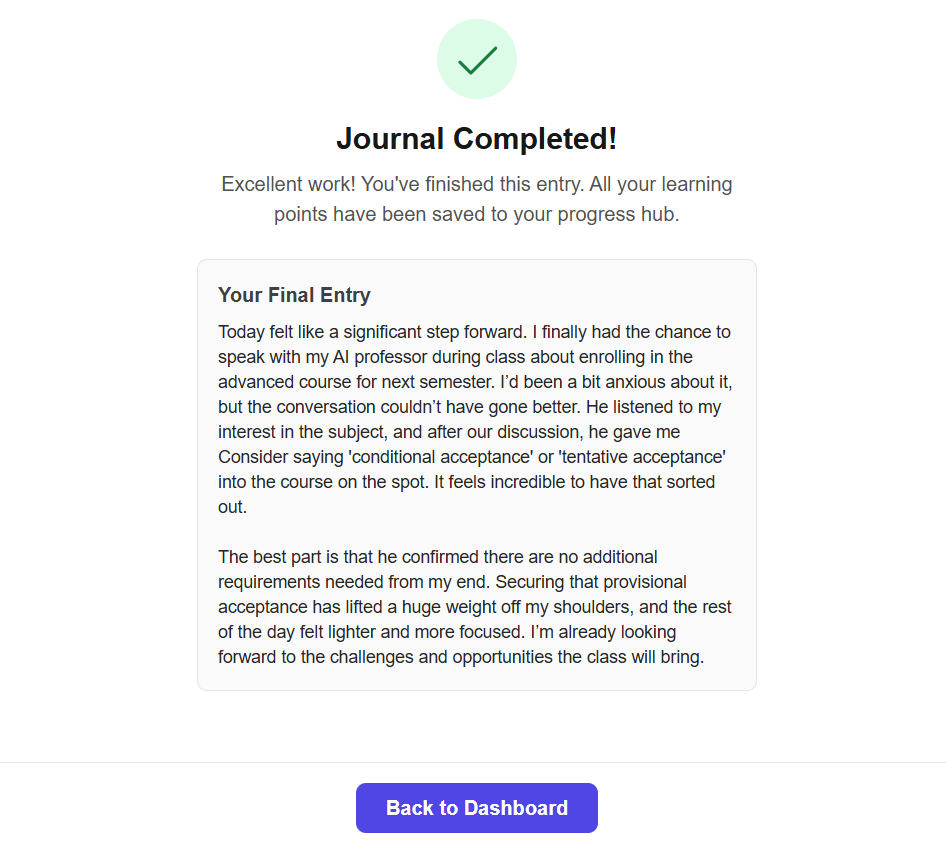 Journal Completed!
Excellent work! You've finished this entry. All your learning
points have been saved to your progress hub.
Your Final Entry
Today felt like a significant step forward. I finally had the chance to
speak with my AI professor during class about enrolling in the
advanced course for next semester. I’d been a bit anxious about it,
but the conversation couldn’t have gone better. He listened to my
interest in the subject, and after our discussion, he gave me
Consider saying 'conditional acceptance' or 'tentative acceptance'
into the course on the spot. It feels incredible to have that sorted
out.
The best part is that he confirmed there are no additional
requirements needed from my end. Securing that provisional
acceptance has lifted a huge weight off my shoulders, and the rest
of the day felt lighter and more focused. I’m already looking
forward to the challenges and opportunities the class will bring.
Back to Dashboard